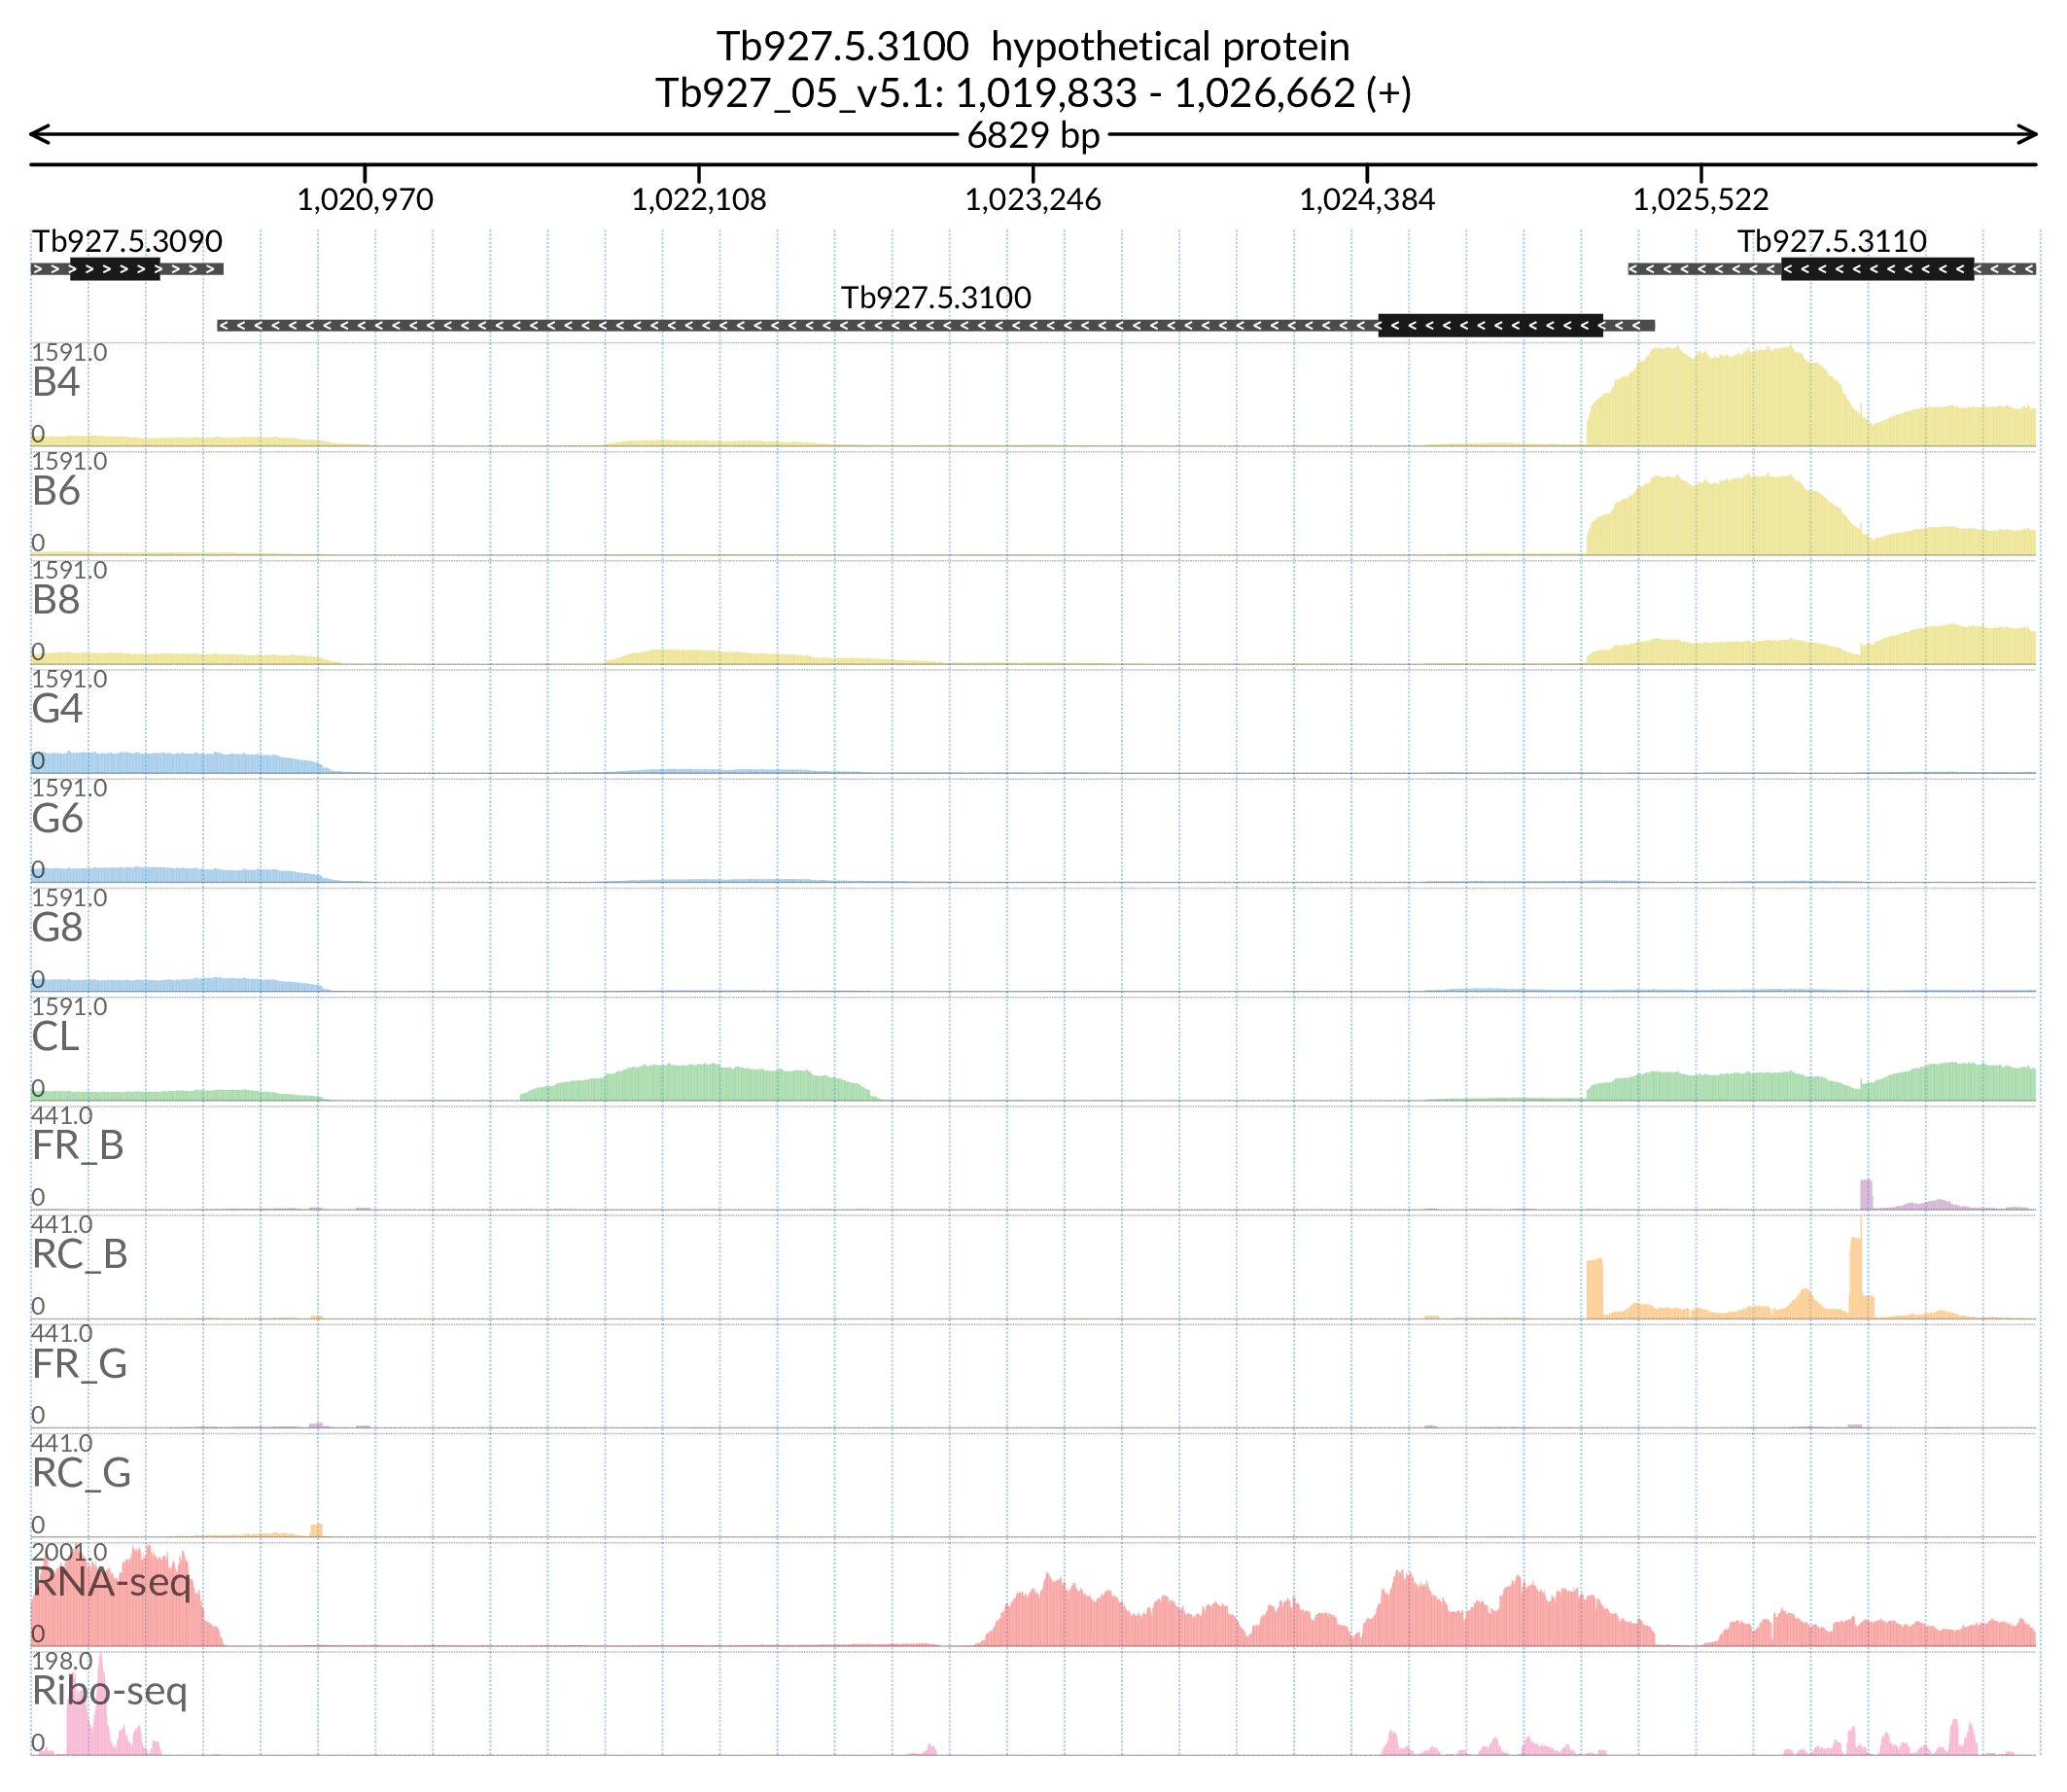 Tb927.5.3100  hypothetical protein
Tb927_05_v5.1: 1,019,833 - 1,026,662 (+)
6829 bp
1,020,970 1,022,108 1,023,246 1,024,384 1,025,522
Tb927.5.3090 Tb927.5.3110
Tb927.5.3100
1591.0
B4
0
1591.0
B6
0
1591.0
B8
0
1591.0
G4
0
1591.0
G6
0
1591.0
G8
0
1591.0
CL
0
441.0
FR_B
0
441.0
RC_B
0
441.0
FR_G
0
441.0
RC_G
0
2001.0
RNA-seq
0
198.0
Ribo-seq
0